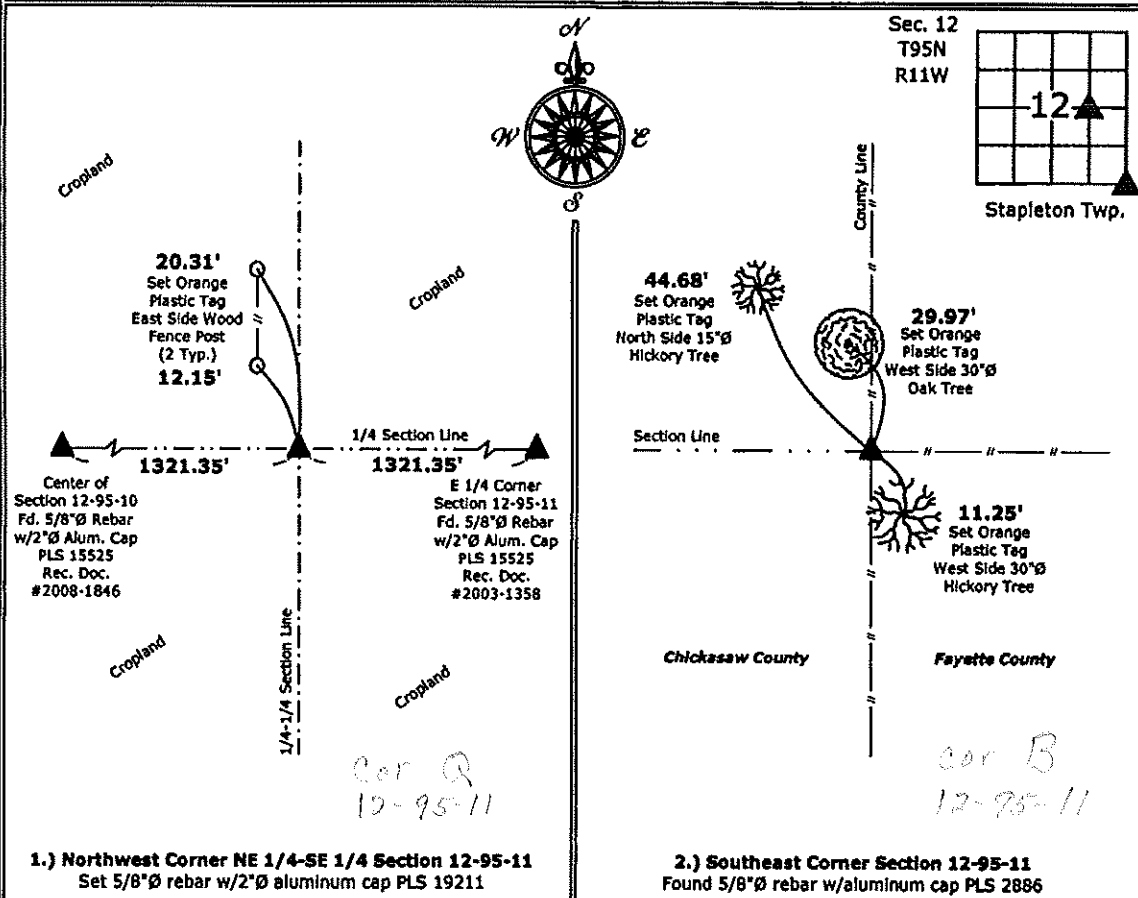 N
W
E
S
Sec. 12
T95N
R11W
12
Stapleton Twp.
Cropland
Cropland
20.31'
Set Orange
Plastic Tag
East Side Wood
Fence Post
(2 Typ.)
12.15'
1/4 Section Line
1321.35'
1321.35'
Center of
Section 12-95-10
Fd. 5/8"Ø Rebar
w/2"Ø Alum. Cap
PLS 15525
Rec. Doc.
#2008-1846
E 1/4 Corner
Section 12-95-11
Fd. 5/8"Ø Rebar
w/2"Ø Alum. Cap
PLS 15525
Rec. Doc.
#2003-1358
Cropland
Cropland
1/4-1/4 Section Line
Cor Q
12-95-11
1.) Northwest Corner NE 1/4-SE 1/4 Section 12-95-11
Set 5/8"Ø rebar w/2"Ø aluminum cap PLS 19211
County Line
44.68'
Set Orange
Plastic Tag
North Side 15"Ø
Hickory Tree
29.97'
Set Orange
Plastic Tag
West Side 30"Ø
Oak Tree
Section Line
11.25'
Set Orange
Plastic Tag
West Side 30"Ø
Hickory Tree
Chickasaw County
Fayette County
Cor B
12-95-11
2.) Southeast Corner Section 12-95-11
Found 5/8"Ø rebar w/aluminum cap PLS 2886